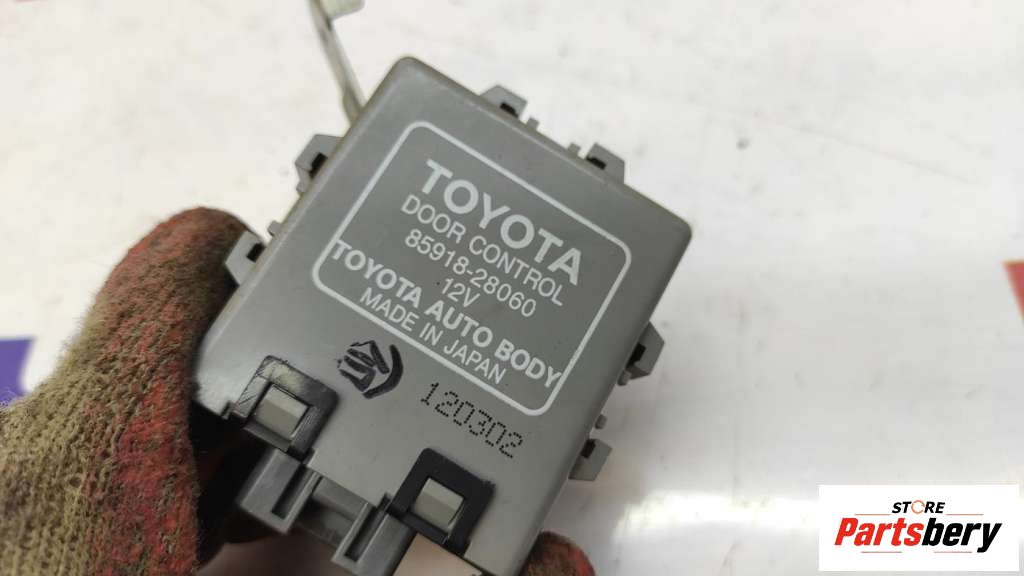 TOYOTA
DOOR CONTROL
85918-28060
12V
TOYOTA AUTO BODY
MADE IN JAPAN
120302
STORE
Partsbery